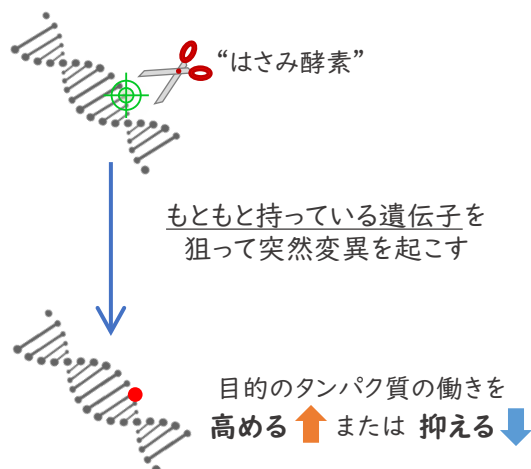 “はさみ酵素”
もともと持っている遺伝子を
狙って突然変異を起こす
目的のタンパク質の働きを
高める または 抑える